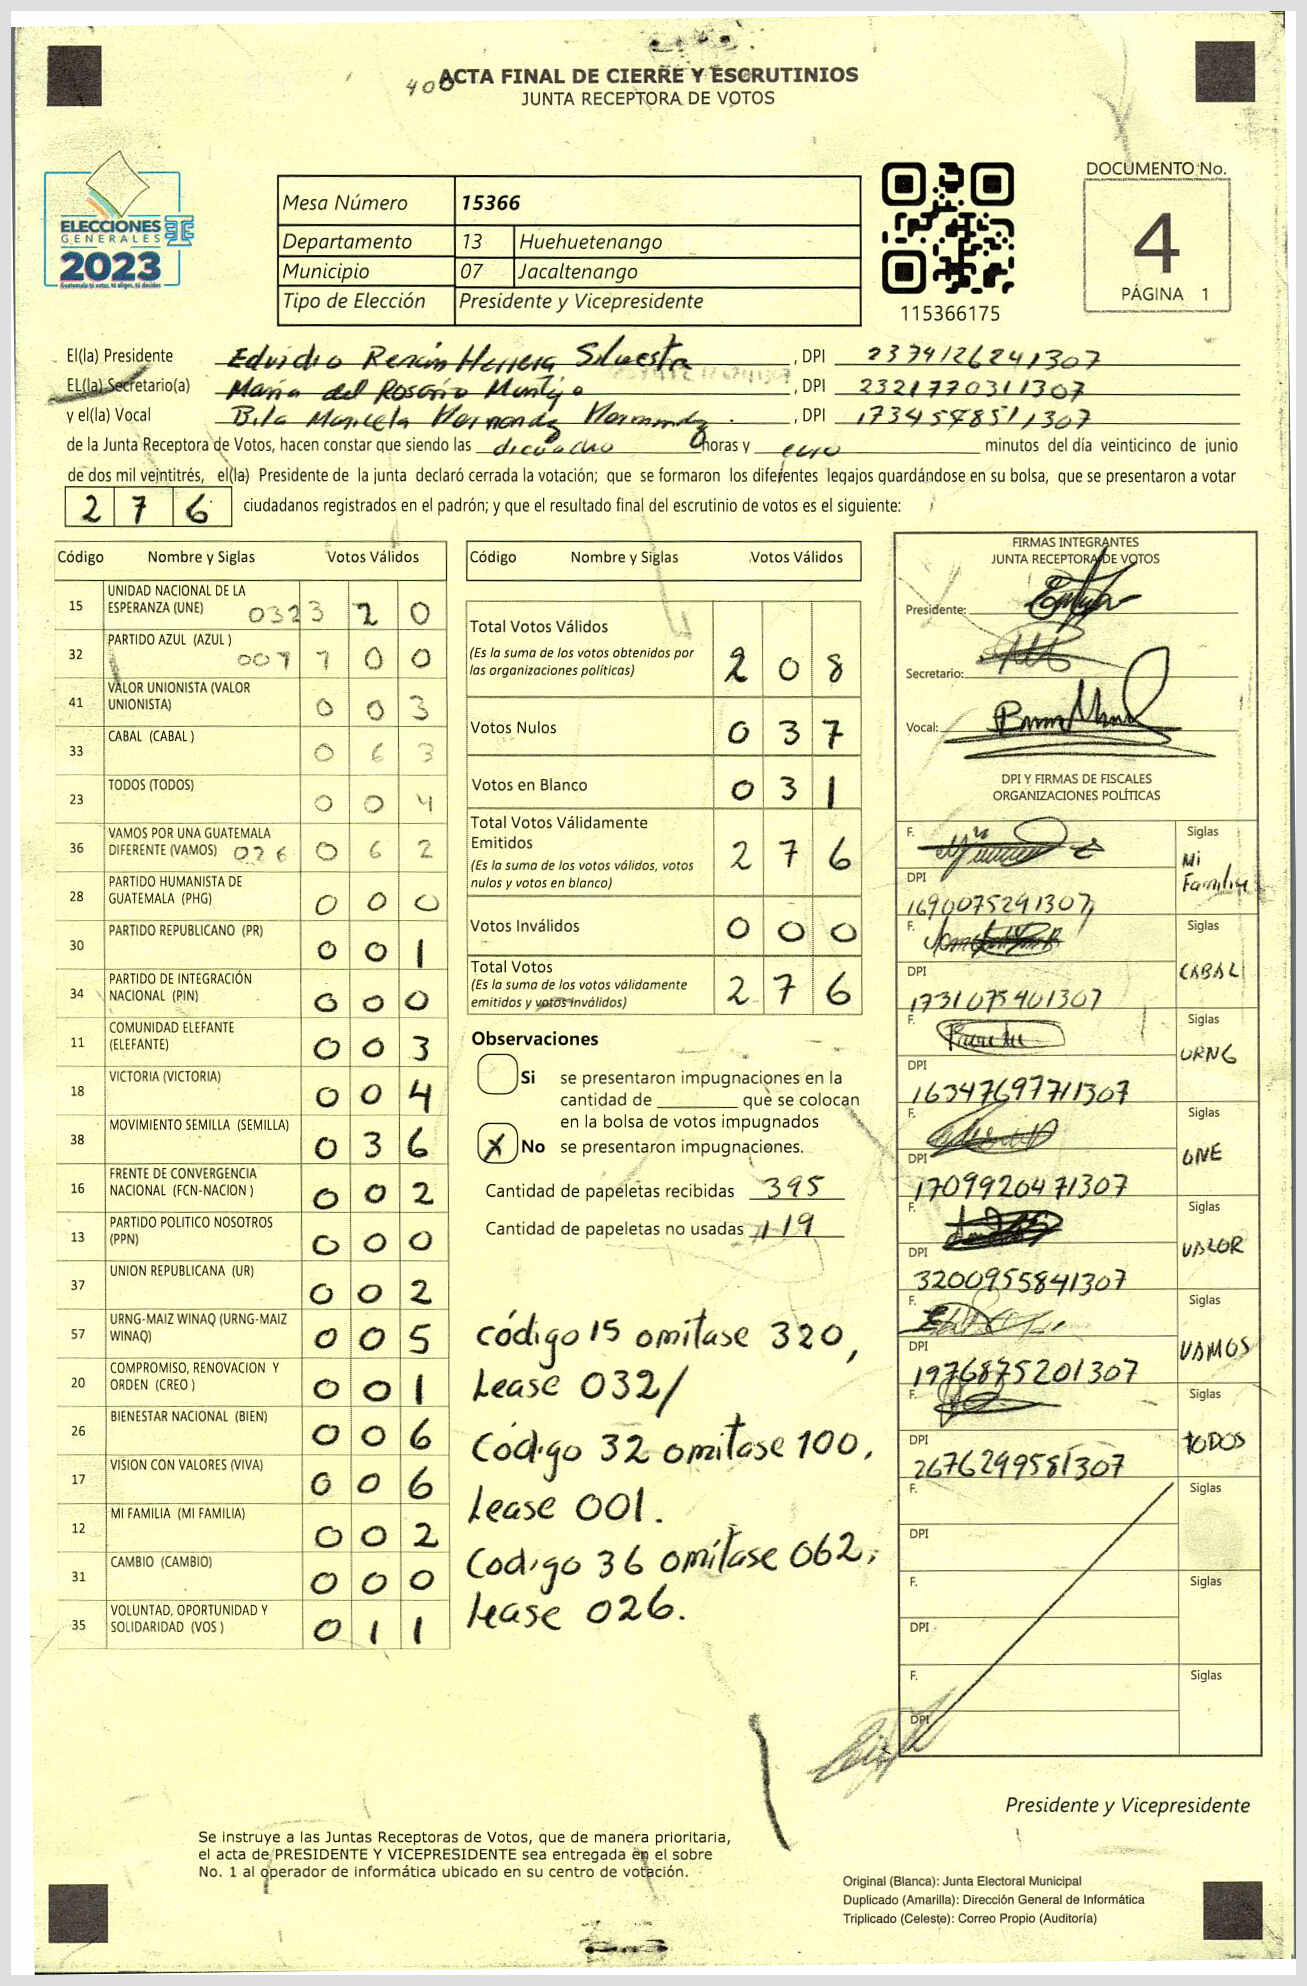 400
ACTA FINAL DE CIERRE Y ESCRUTINIOS
JUNTA RECEPTORA DE VOTOS
ELECCIONES
GENERALES
2023
Mesa Número 15366
Departamento 13 Huehuetenango
Municipio 07 Jacaltenango
Tipo de Elección Presidente y Vicepresidente
115366175
DOCUMENTO No.
4
PÁGINA 1
El(la) Presidente Herrera , DPI 2374126241307
EL(la) Secretario(a) Maria del Rosario , DPI 2321770311307
y el(la) Vocal , DPI 1734578511307
de la Junta Receptora de Votos, hacen constar que siendo las horas y minutos del día veinticinco de junio
de dos mil veintitrés, el(la) Presidente de la junta declaró cerrada la votación; que se formaron los diferentes legajos guardándose en su bolsa, que se presentaron a votar
276 ciudadanos registrados en el padrón; y que el resultado final del escrutinio de votos es el siguiente:
Código Nombre y Siglas Votos Válidos
15 UNIDAD NACIONAL DE LA
ESPERANZA (UNE) 032 3 2 0
32 PARTIDO AZUL (AZUL ) 001 1 0 0
41 VALOR UNIONISTA (VALOR
UNIONISTA) 0 0 3
33 CABAL (CABAL ) 0 6 3
23 TODOS (TODOS) 0 0 4
36 VAMOS POR UNA GUATEMALA
DIFERENTE (VAMOS) 026 0 6 2
28 PARTIDO HUMANISTA DE
GUATEMALA (PHG) 0 0 0
30 PARTIDO REPUBLICANO (PR) 0 0 1
34 PARTIDO DE INTEGRACIÓN
NACIONAL (PIN) 0 0 0
11 COMUNIDAD ELEFANTE
(ELEFANTE) 0 0 3
18 VICTORIA (VICTORIA) 0 0 4
38 MOVIMIENTO SEMILLA (SEMILLA) 0 3 6
16 FRENTE DE CONVERGENCIA
NACIONAL (FCN-NACION ) 0 0 2
13 PARTIDO POLITICO NOSOTROS
(PPN) 0 0 0
37 UNION REPUBLICANA (UR) 0 0 2
57 URNG-MAIZ WINAQ (URNG-MAIZ
WINAQ) 0 0 5
20 COMPROMISO, RENOVACION Y
ORDEN (CREO ) 0 0 1
26 BIENESTAR NACIONAL (BIEN) 0 0 6
17 VISION CON VALORES (VIVA) 0 0 6
12 MI FAMILIA (MI FAMILIA) 0 0 2
31 CAMBIO (CAMBIO) 0 0 0
35 VOLUNTAD, OPORTUNIDAD Y
SOLIDARIDAD (VOS ) 0 1 1
Código Nombre y Siglas Votos Válidos
Total Votos Válidos
(Es la suma de los votos obtenidos por
las organizaciones políticas) 2 0 8
Votos Nulos 0 3 7
Votos en Blanco 0 3 1
Total Votos Válidamente
Emitidos
(Es la suma de los votos válidos, votos
nulos y votos en blanco) 2 7 6
Votos Inválidos 0 0 0
Total Votos
(Es la suma de los votos válidamente
emitidos y votos inválidos) 2 7 6
Observaciones
Si se presentaron impugnaciones en la
cantidad de ________ que se colocan
en la bolsa de votos impugnados
X No se presentaron impugnaciones.
Cantidad de papeletas recibidas 395
Cantidad de papeletas no usadas 119
código 15 omítase 320,
Lease 032/
Código 32 omítase 100.
Lease 001.
Codigo 36 omítase 062,
Lease 026.
FIRMAS INTEGRANTES
JUNTA RECEPTORA DE VOTOS
Presidente:
Secretario:
Vocal:
DPI Y FIRMAS DE FISCALES
ORGANIZACIONES POLÍTICAS
F. Siglas
Mi
Familia
DPI
1690075291307
F. Siglas
CABAL
DPI
1731075401307
F. Siglas
URNG
DPI
1634769771307
F. Siglas
UNE
DPI
1709920471307
F. Siglas
VALOR
DPI
3200955841307
F. Siglas
VAMOS
DPI
1976875201307
F. Siglas
TODOS
DPI
2676299581307
F. Siglas
DPI
F. Siglas
DPI
F. Siglas
DPI
Presidente y Vicepresidente
Se instruye a las Juntas Receptoras de Votos, que de manera prioritaria,
el acta de PRESIDENTE Y VICEPRESIDENTE sea entregada en el sobre
No. 1 al operador de informática ubicado en su centro de votación.
Original (Blanca): Junta Electoral Municipal
Duplicado (Amarilla): Dirección General de Informática
Triplicado (Celeste): Correo Propio (Auditoría)